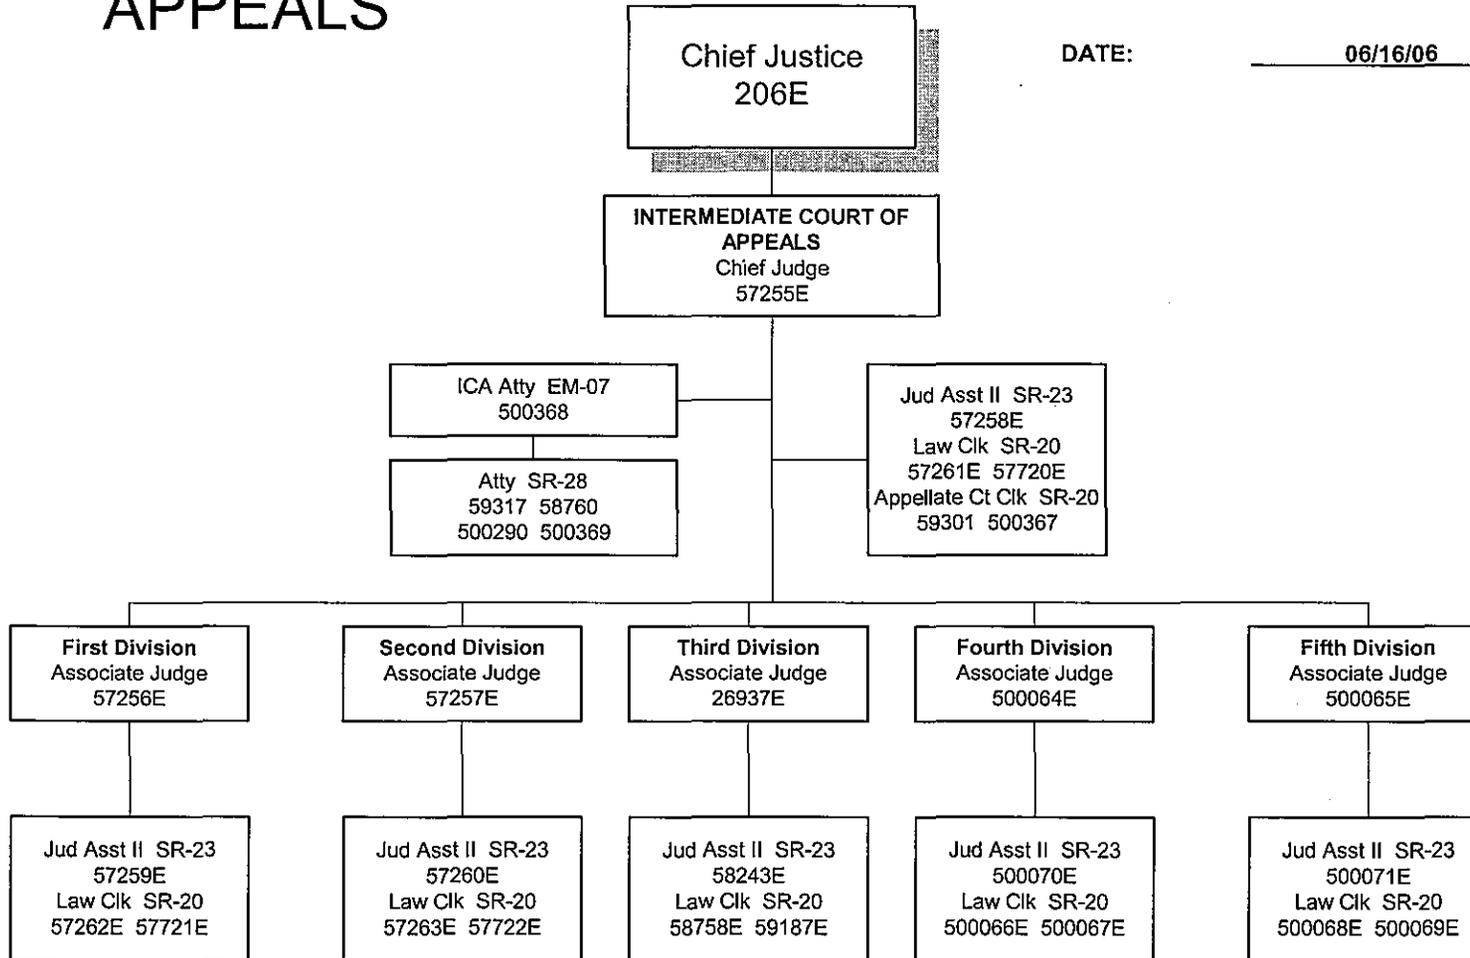 APPEALS
DATE: 06/16/06
Chief Justice
206E
INTERMEDIATE COURT OF
APPEALS
Chief Judge
57255E
ICA Atty EM-07
500368
Atty SR-28
59317 58760
500290 500369
Jud Asst II SR-23
57258E
Law Clk SR-20
57261E 57720E
Appellate Ct Clk SR-20
59301 500367
First Division
Associate Judge
57256E
Second Division
Associate Judge
57257E
Third Division
Associate Judge
26937E
Fourth Division
Associate Judge
500064E
Fifth Division
Associate Judge
500065E
Jud Asst II SR-23
57259E
Law Clk SR-20
57262E 57721E
Jud Asst II SR-23
57260E
Law Clk SR-20
57263E 57722E
Jud Asst II SR-23
58243E
Law Clk SR-20
58758E 59187E
Jud Asst II SR-23
500070E
Law Clk SR-20
500066E 500067E
Jud Asst II SR-23
500071E
Law Clk SR-20
500068E 500069E